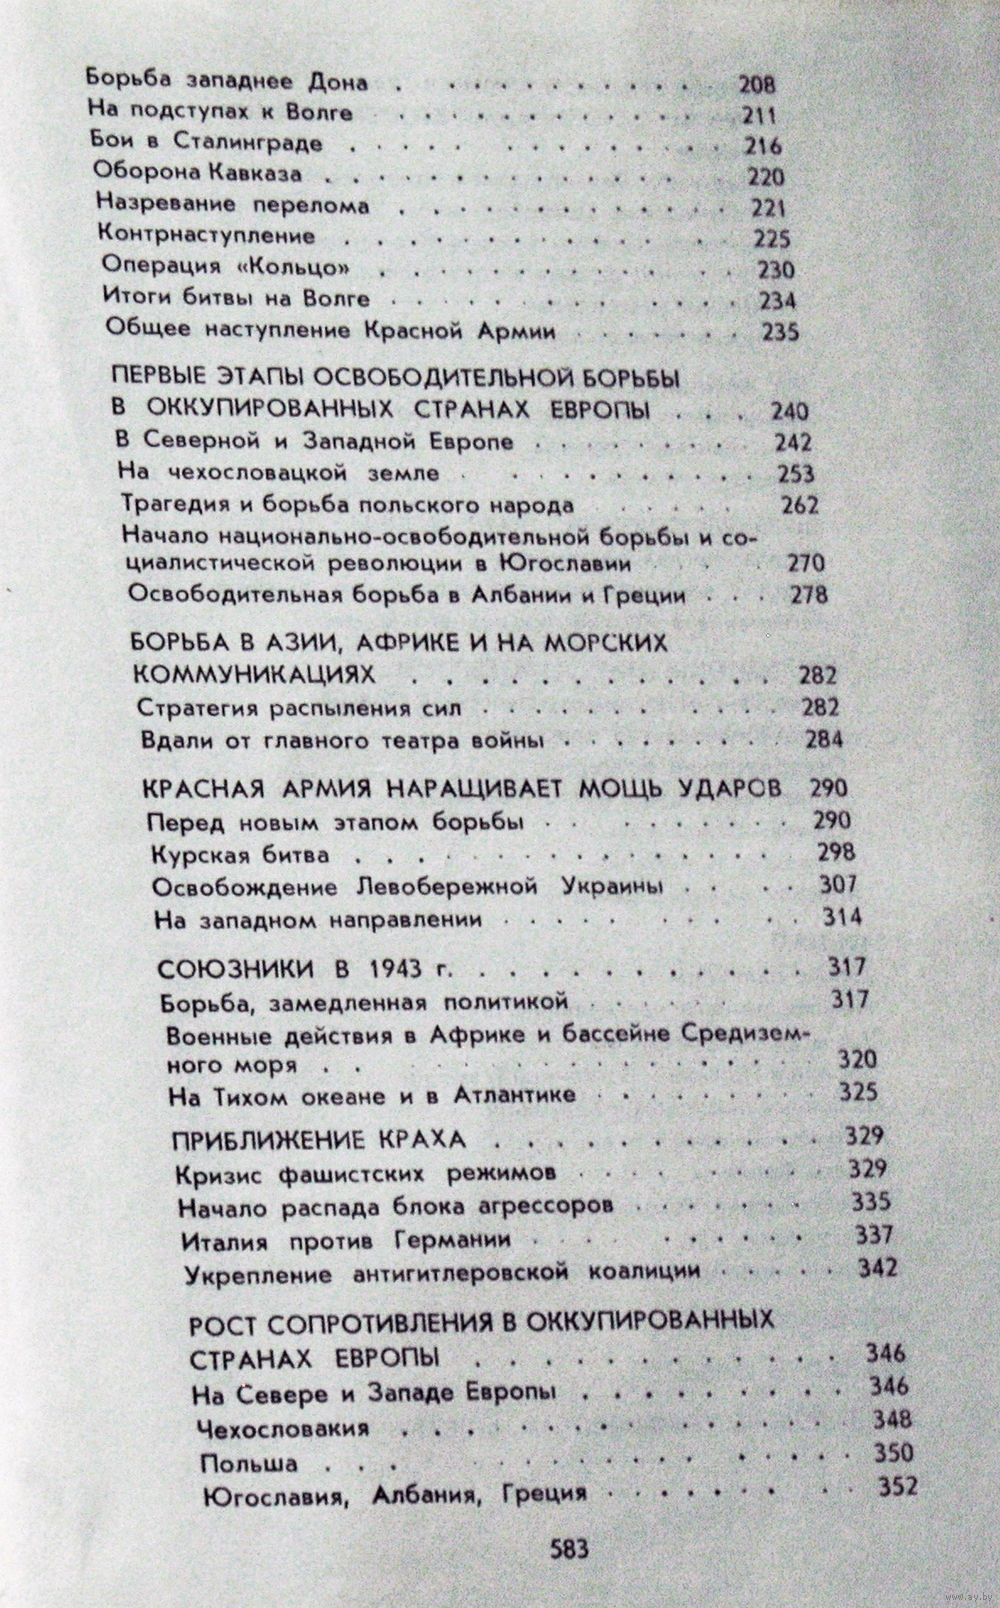 Борьба западнее Дона . . . . . . . . . . 208
На подступах к Волге . . . . . . . . . . 211
Бои в Сталинграде . . . . . . . . . . 216
Оборона Кавказа . . . . . . . . . . 220
Назревание перелома . . . . . . . . . . 221
Контрнаступление . . . . . . . . . . 225
Операция «Кольцо» . . . . . . . . . . 230
Итоги битвы на Волге . . . . . . . . . . 234
Общее наступление Красной Армии . . . . . . 235
ПЕРВЫЕ ЭТАПЫ ОСВОБОДИТЕЛЬНОЙ БОРЬБЫ
В ОККУПИРОВАННЫХ СТРАНАХ ЕВРОПЫ . . . 240
В Северной и Западной Европе . . . . . . . 242
На чехословацкой земле . . . . . . . . . 253
Трагедия и борьба польского народа . . . . . 262
Начало национально-освободительной борьбы и со-
циалистической революции в Югославии . . . 270
Освободительная борьба в Албании и Греции . . . 278
БОРЬБА В АЗИИ, АФРИКЕ И НА МОРСКИХ
КОММУНИКАЦИЯХ . . . . . . . . . . . 282
Стратегия распыления сил . . . . . . . . 282
Вдали от главного театра войны . . . . . . . 284
КРАСНАЯ АРМИЯ НАРАЩИВАЕТ МОЩЬ УДАРОВ 290
Перед новым этапом борьбы . . . . . . . . 290
Курская битва . . . . . . . . . . . 298
Освобождение Левобережной Украины . . . . 307
На западном направлении . . . . . . . . 314
СОЮЗНИКИ В 1943 г. . . . . . . . . . . 317
Борьба, замедленная политикой . . . . . . 317
Военные действия в Африке и бассейне Средизем-
ного моря . . . . . . . . . . . 320
На Тихом океане и в Атлантике . . . . . . . 325
ПРИБЛИЖЕНИЕ КРАХА . . . . . . . . . . 329
Кризис фашистских режимов . . . . . . . . 329
Начало распада блока агрессоров . . . . . . 335
Италия против Германии . . . . . . . . 337
Укрепление антигитлеровской коалиции . . . . . 342
РОСТ СОПРОТИВЛЕНИЯ В ОККУПИРОВАННЫХ
СТРАНАХ ЕВРОПЫ . . . . . . . . . . . 346
На Севере и Западе Европы . . . . . . . . 346
Чехословакия . . . . . . . . . . . 348
Польша . . . . . . . . . . . 350
Югославия, Албания, Греция . . . . . . . . 352
583
www.ay.by